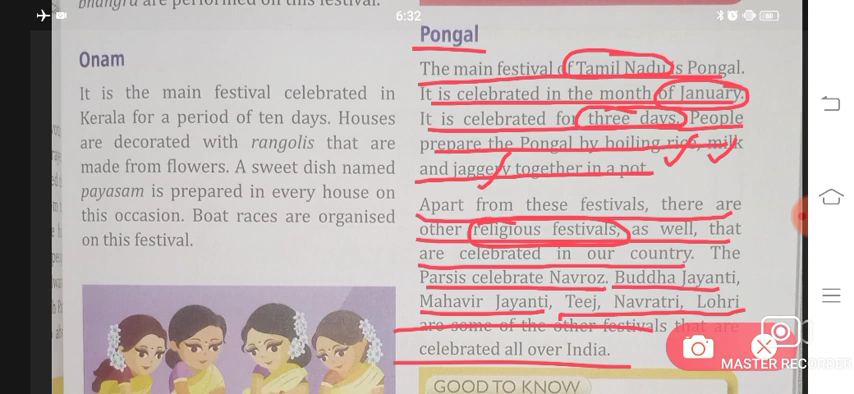 bhangra are performed on this festival.
6:32
Onam
It is the main festival celebrated in
Kerala for a period of ten days. Houses
are decorated with rangolis that are
made from flowers. A sweet dish named
payasam is prepared in every house on
this occasion. Boat races are organised
on this festival.
Pongal
The main festival of Tamil Nadu is Pongal.
It is celebrated in the month of January.
It is celebrated for three days. People
prepare the Pongal by boiling rice, milk
and jaggery together in a pot.
Apart from these festivals, there are
other religious festivals, as well, that
are celebrated in our country. The
Parsis celebrate Navroz. Buddha Jayanti,
Mahavir Jayanti, Teej, Navratri, Lohri
are some of the other festivals that are
celebrated all over India.
GOOD TO KNOW
MASTER RECORDER